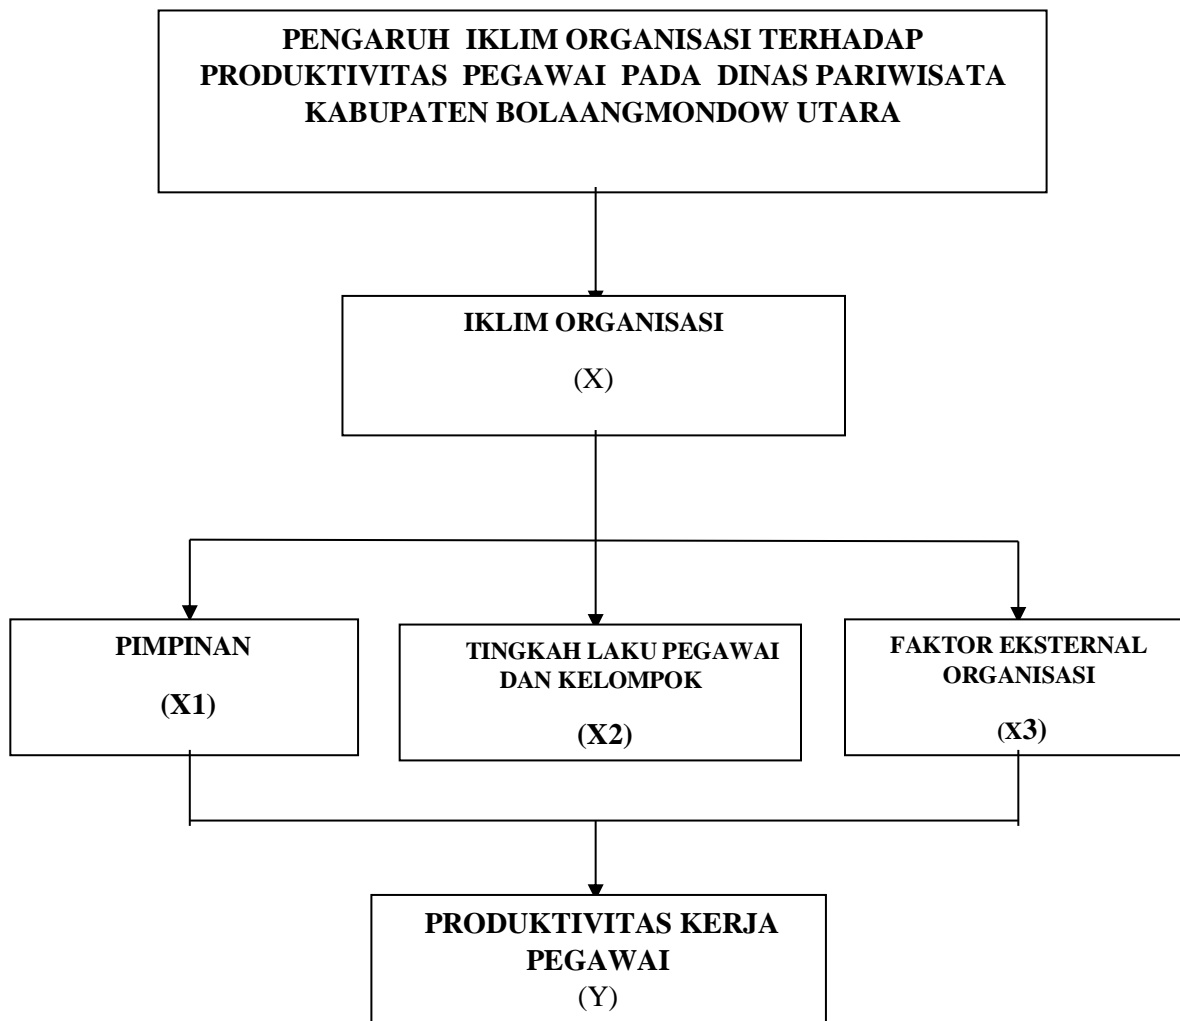 PENGARUH IKLIM ORGANISASI TERHADAP
PRODUKTIVITAS PEGAWAI PADA DINAS PARIWISATA
KABUPATEN BOLAANGMONDOW UTARA
IKLIM ORGANISASI
(X)
PIMPINAN
(X1)
TINGKAH LAKU PEGAWAI
DAN KELOMPOK
(X2)
FAKTOR EKSTERNAL
ORGANISASI
(X3)
PRODUKTIVITAS KERJA
PEGAWAI
(Y)